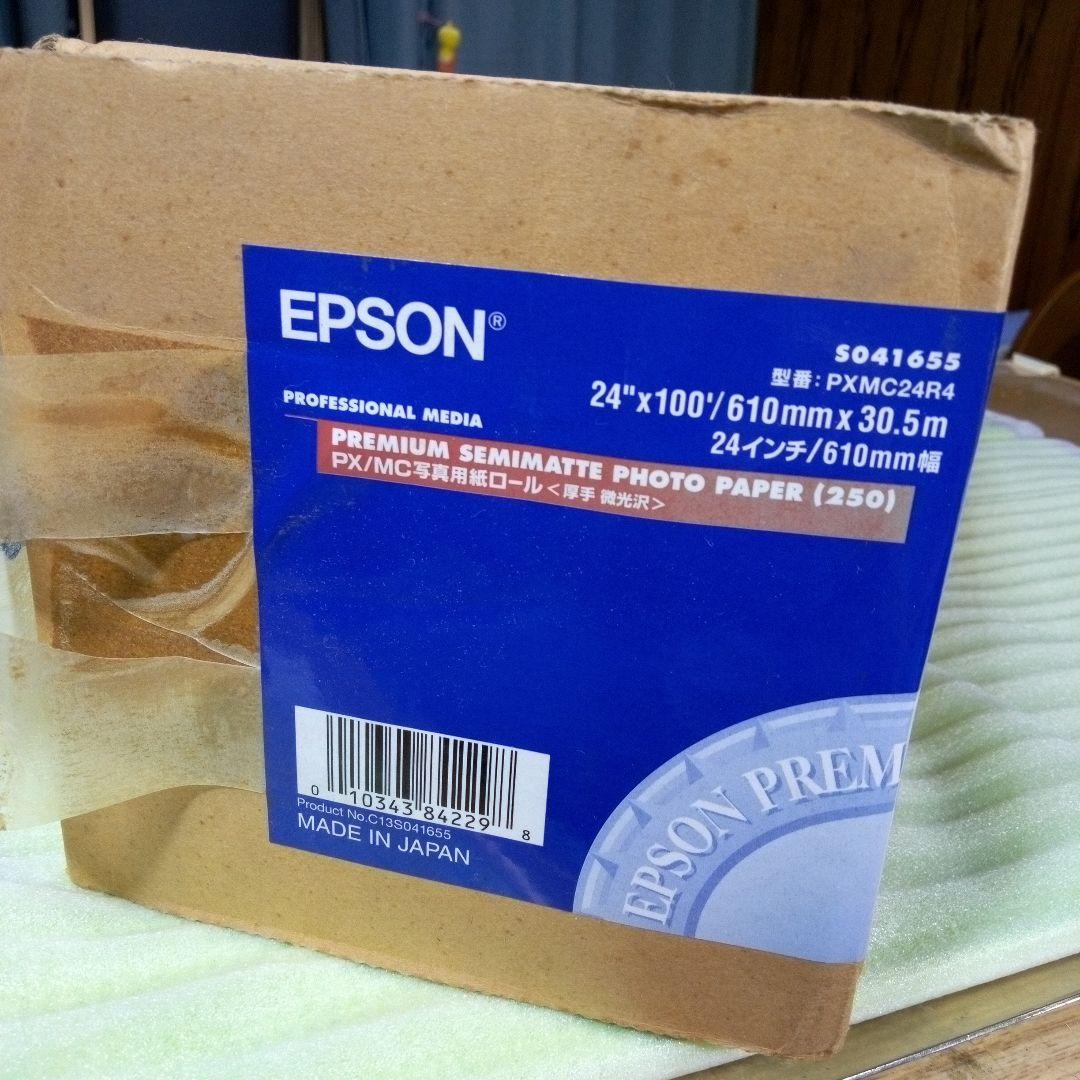 EPSON®
S041655
型番:PXMC24R4
24"x100'/610mm x 30.5m
24インチ/610mm幅
PROFESSIONAL MEDIA
PREMIUM SEMIMATTE PHOTO PAPER (250)
PX/MC写真用紙ロール<厚手 微光沢>
0 10343 84229 8
Product No.C13S041655
MADE IN JAPAN
EPSON PREM